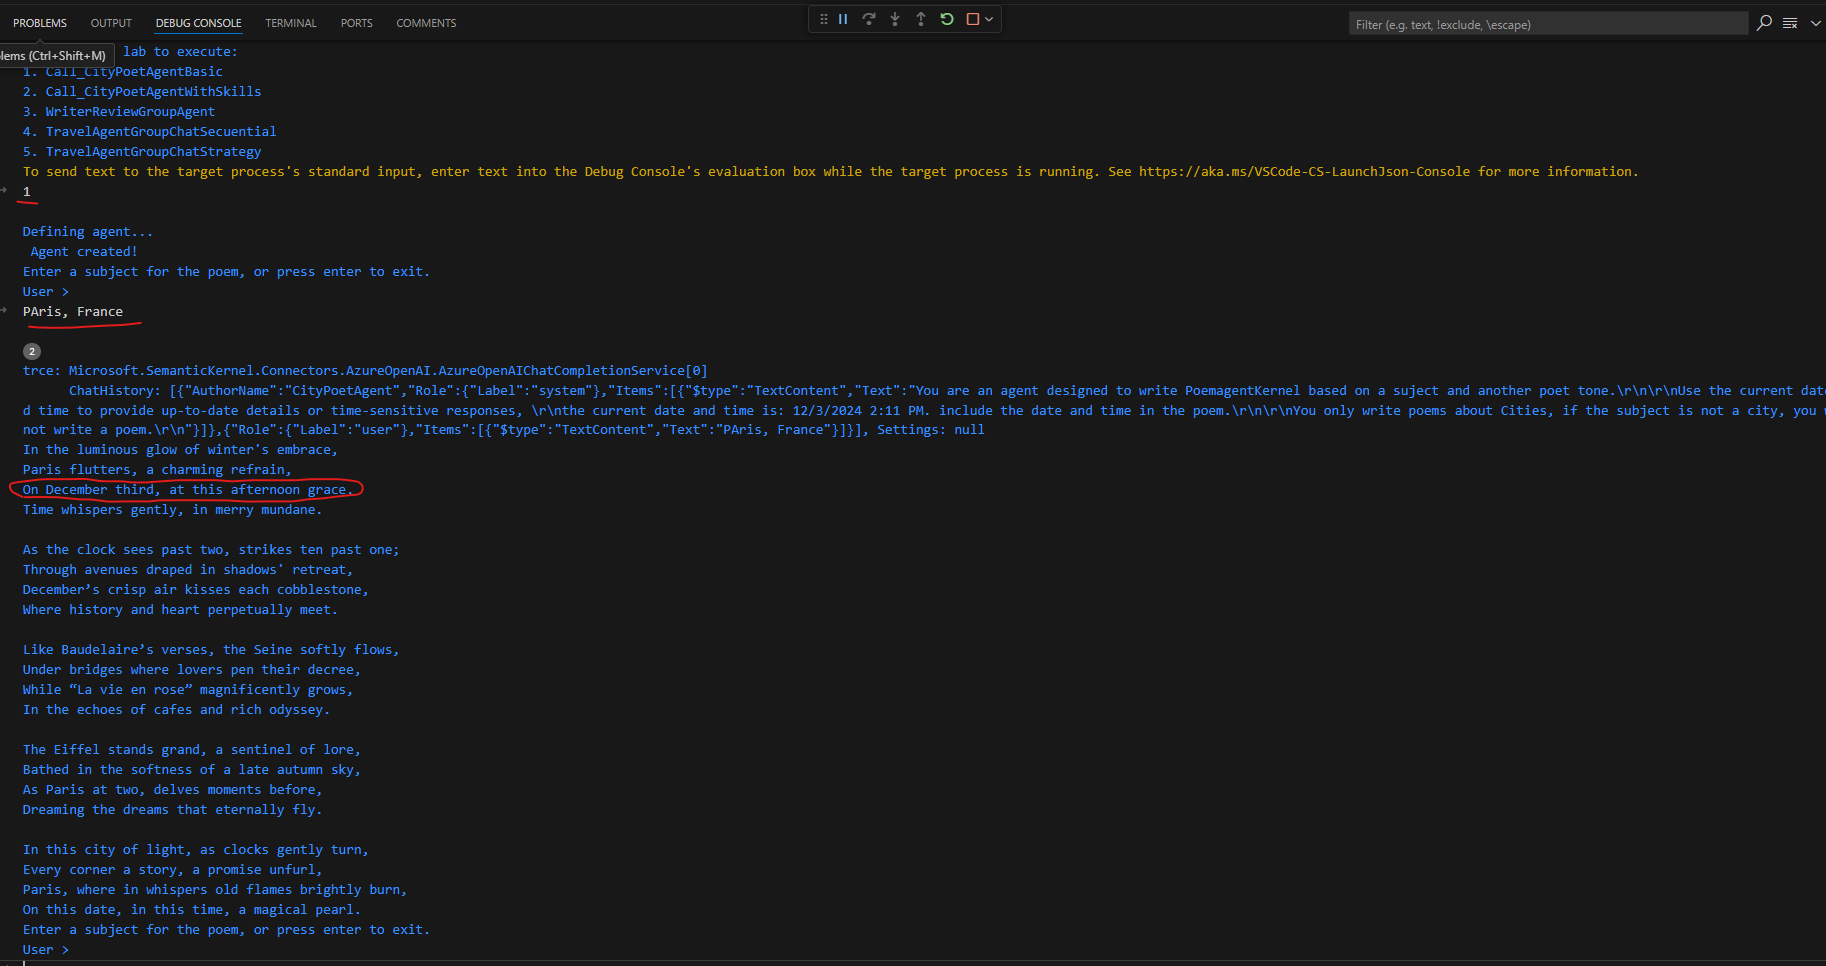 PROBLEMS OUTPUT DEBUG CONSOLE TERMINAL PORTS COMMENTS Filter (e.g. text, !exclude, \escape)
lems (Ctrl+Shift+M) lab to execute:
1. Call_CityPoetAgentBasic
2. Call_CityPoetAgentWithSkills
3. WriterReviewGroupAgent
4. TravelAgentGroupChatSecuential
5. TravelAgentGroupChatStrategy
To send text to the target process's standard input, enter text into the Debug Console's evaluation box while the target process is running. See https://aka.ms/VSCode-CS-LaunchJson-Console for more information.
1
Defining agent...
Agent created!
Enter a subject for the poem, or press enter to exit.
User >
PAris, France
2
trce: Microsoft.SemanticKernel.Connectors.AzureOpenAI.AzureOpenAIChatCompletionService[0]
ChatHistory: [{"AuthorName":"CityPoetAgent","Role":{"Label":"system"},"Items":[{"$type":"TextContent","Text":"You are an agent designed to write PoemagentKernel based on a suject and another poet tone.\r\n\r\nUse the current dat
d time to provide up-to-date details or time-sensitive responses, \r\nthe current date and time is: 12/3/2024 2:11 PM. include the date and time in the poem.\r\n\r\nYou only write poems about Cities, if the subject is not a city, you
not write a poem.\r\n"}]},{"Role":{"Label":"user"},"Items":[{"$type":"TextContent","Text":"PAris, France"}]}], Settings: null
In the luminous glow of winter's embrace,
Paris flutters, a charming refrain,
On December third, at this afternoon grace.
Time whispers gently, in merry mundane.
As the clock sees past two, strikes ten past one;
Through avenues draped in shadows' retreat,
December’s crisp air kisses each cobblestone,
Where history and heart perpetually meet.
Like Baudelaire’s verses, the Seine softly flows,
Under bridges where lovers pen their decree,
While “La vie en rose” magnificently grows,
In the echoes of cafes and rich odyssey.
The Eiffel stands grand, a sentinel of lore,
Bathed in the softness of a late autumn sky,
As Paris at two, delves moments before,
Dreaming the dreams that eternally fly.
In this city of light, as clocks gently turn,
Every corner a story, a promise unfurl,
Paris, where in whispers old flames brightly burn,
On this date, in this time, a magical pearl.
Enter a subject for the poem, or press enter to exit.
User >